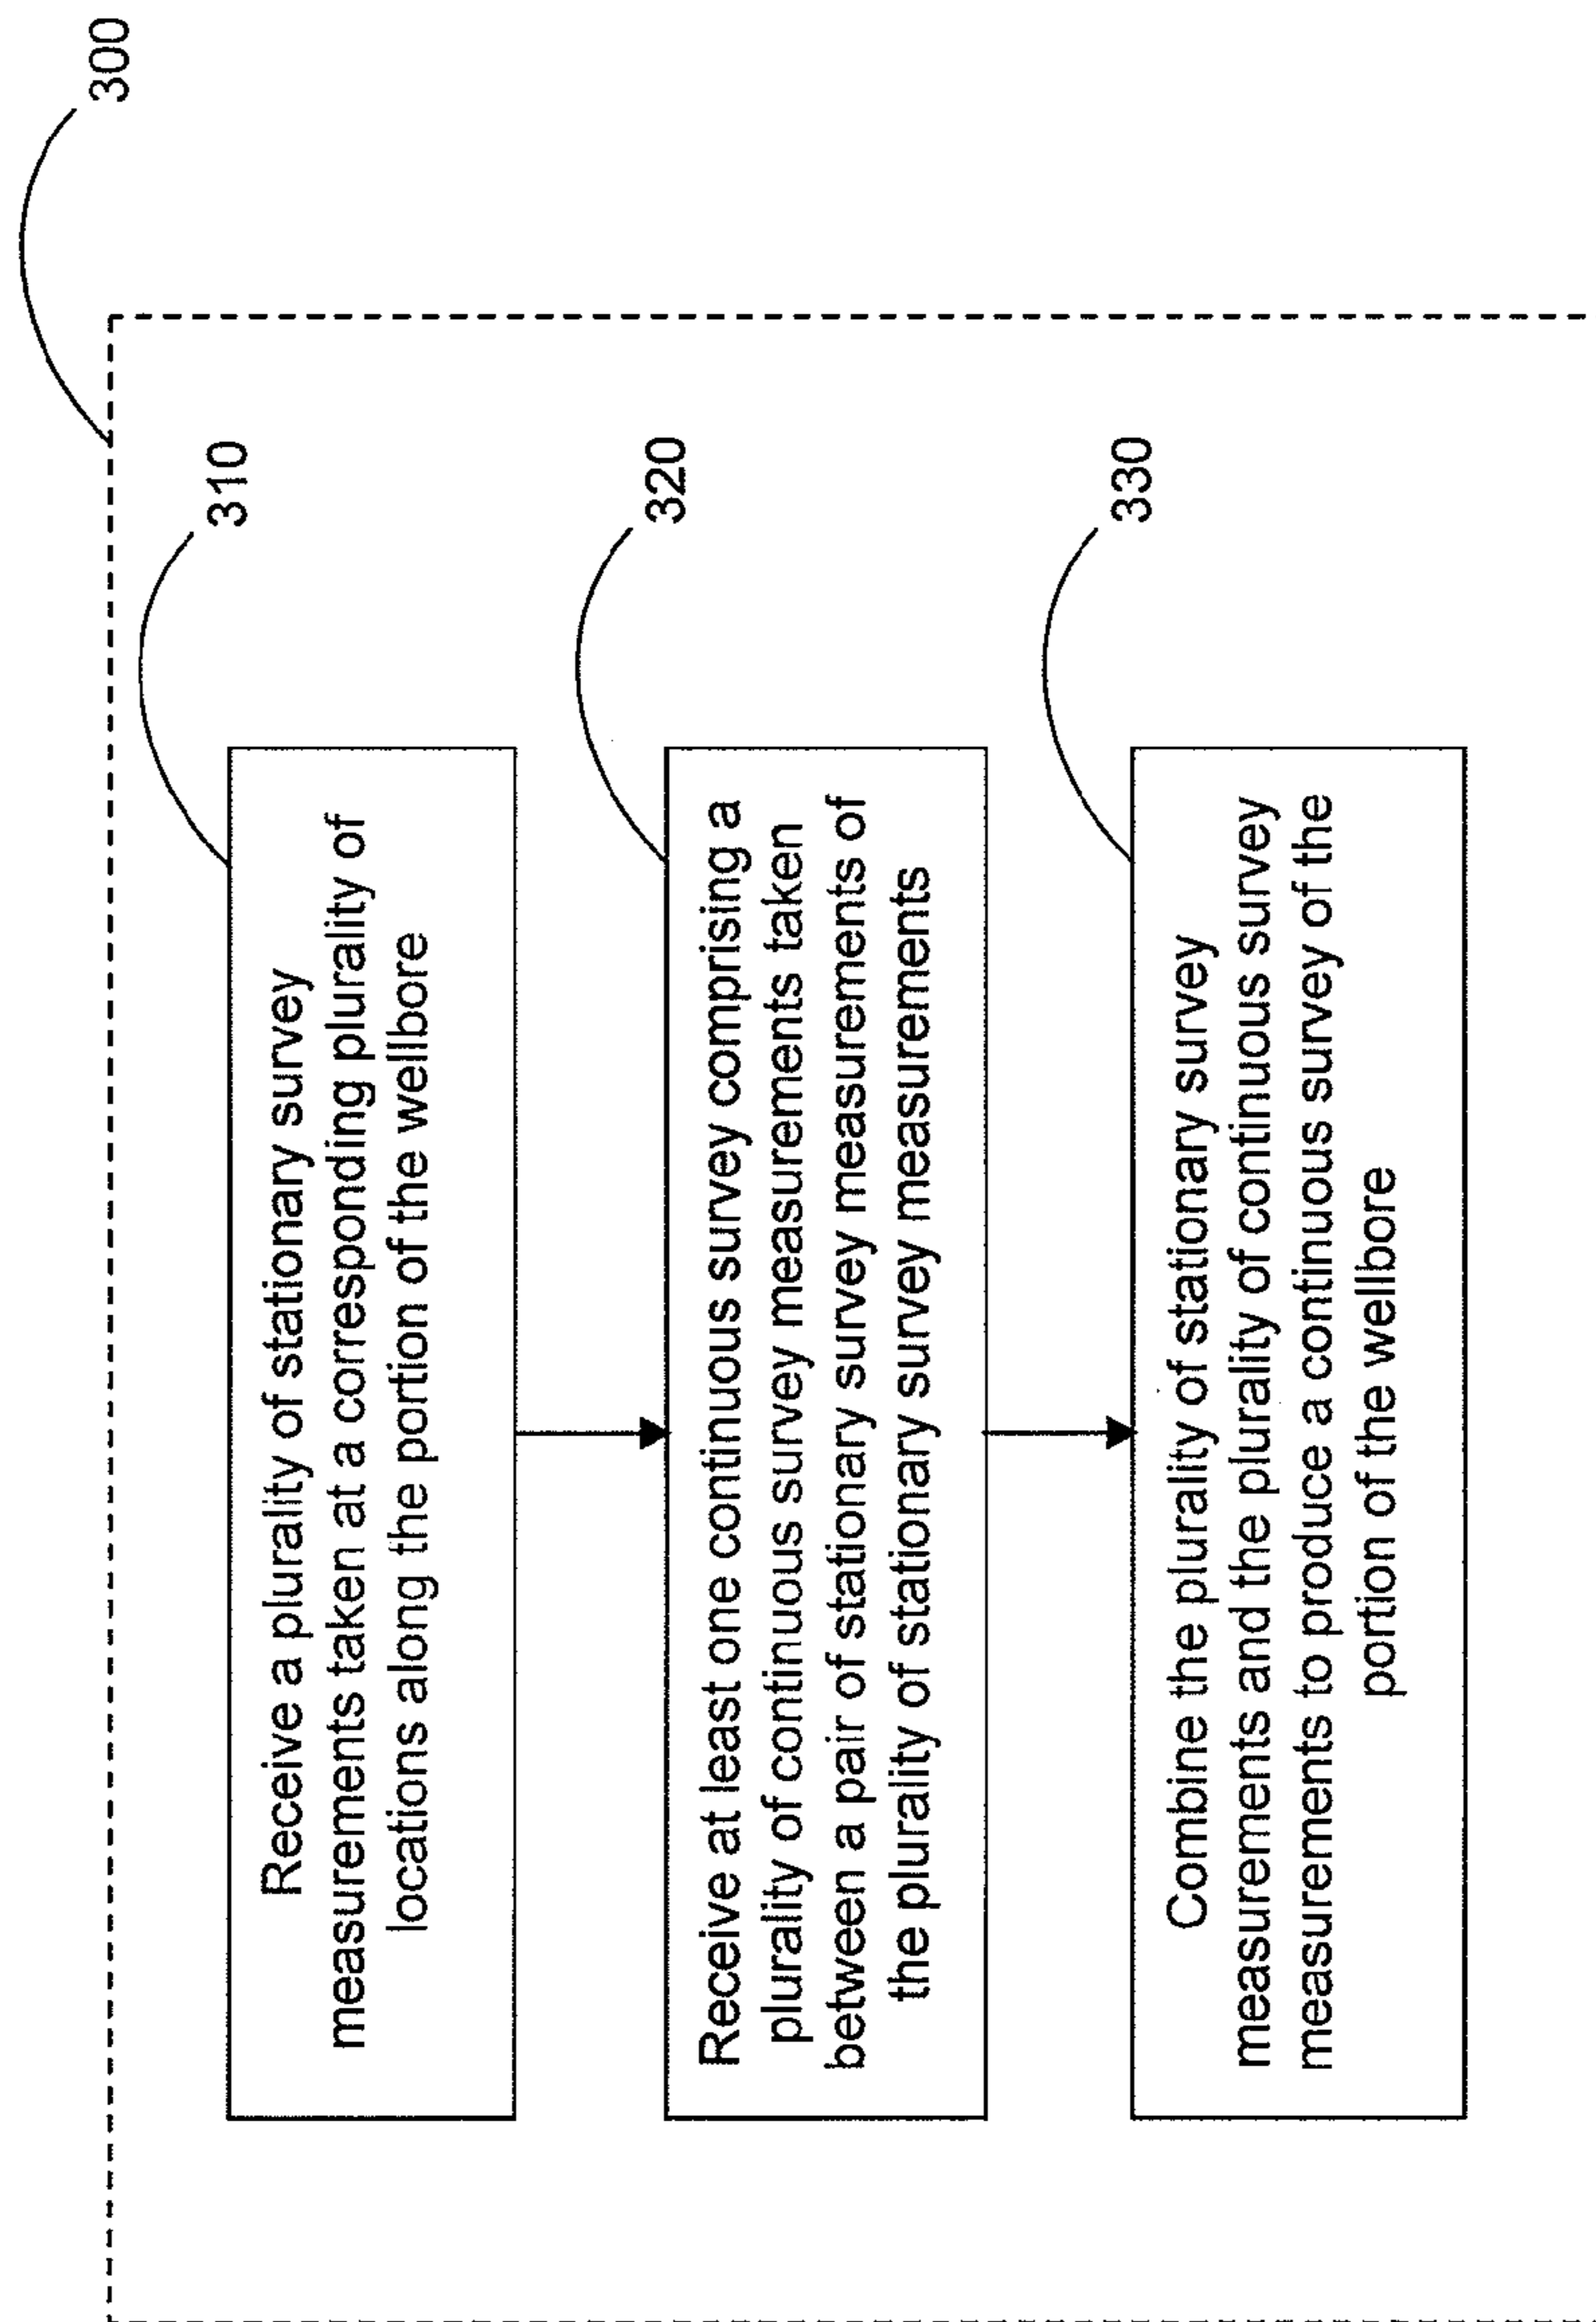 300
310
Receive a plurality of stationary survey
measurements taken at a corresponding plurality of
locations along the portion of the wellbore
320
Receive at least one continuous survey comprising a
plurality of continuous survey measurements taken
between a pair of stationary survey measurements of
the plurality of stationary survey measurements
330
Combine the plurality of stationary survey
measurements and the plurality of continuous survey
measurements to produce a continuous survey of the
portion of the wellbore